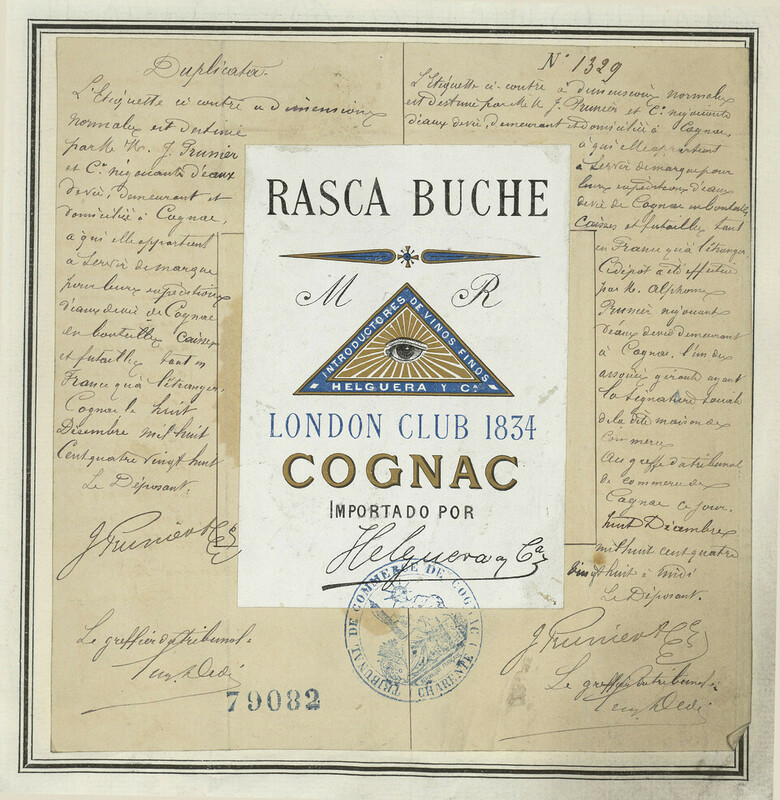 Duplicata.
L'Etiquette ci contre a dimensions
normales est destinée
par M. M. J. Prunier
et Cie négociants d'eaux
de vie, demeurant et
domiciliés à Cognac,
à qui elle appartient
à servir de marque
pour leurs expéditions
d'eaux de vie de Cognac
en bouteilles caisses
et futailles tant en
France qu'à l'étranger.
Cognac le huit
Décembre mil huit
Cent quatre vingt huit
Le Déposant.
J. Prunier & Cie
Le greffier du tribunal
79082
RASCA BUCHE
M R
INTRODUCTORES DE VINOS FINOS
HELGUERA Y Ca.
LONDON CLUB 1834
COGNAC
IMPORTADO POR
Helguera y Ca
TRIBUNAL DE COMMERCE DE COGNAC
CHARENTE
No 1329
L'Etiquette ci-contre à dimensions normales
est destinée par M. M. J. Prunier et Cie négociants
d'eaux de vie, demeurant et domiciliés à Cognac,
à qui elle appartient
à servir de marque pour
leurs expéditions d'eaux
de vie de Cognac en bouteilles,
caisses et futailles tant
en France qu'à l'étranger
Ce dépôt a été effectué
par M. Alphonse
Prunier négociant
d'eaux de vie demeurant
à Cognac, l'un des
associés gérants ayant
la signature sociale
de la dite maison de
commerce
Au greffe du tribunal
de commerce de
Cognac ce jour.
huit Décembre
mil huit cent quatre
vingt huit à midi
Le Déposant.
J. Prunier & Cie
Le greffier du tribunal